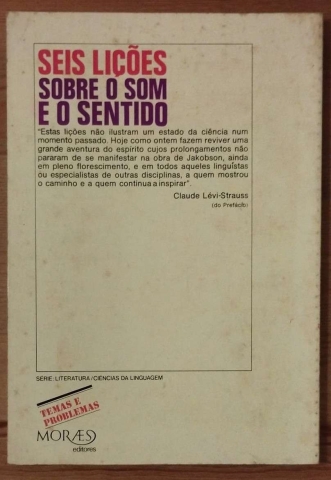 SEIS LIÇÕES
SOBRE O SOM
E O SENTIDO
"Estas lições não ilustram um estado da ciência num
momento passado. Hoje como ontem fazem reviver uma
grande aventura do espírito cujos prolongamentos não
pararam de se manifestar na obra de Jakobson, ainda
em pleno florescimento, e em todos aqueles linguístas
ou especialistas de outras disciplinas, a quem mostrou
o caminho e a quem continua a inspirar".
Claude Lévi-Strauss
(do Prefácio)
SERIE: LITERATURA/CIÊNCIAS DA LINGUAGEM
TEMAS E
PROBLEMAS
MORÆS
editores